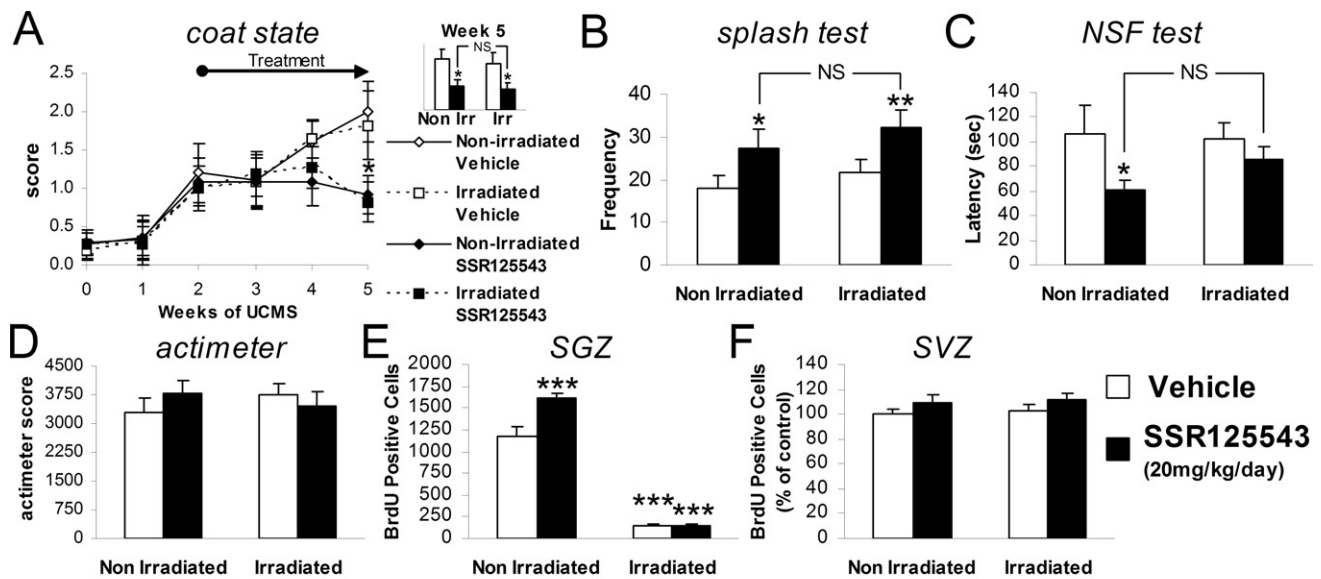 A
coat state
Treatment
Week 5
NS
*
*
Non Irr Irr
score
2.5
2.0
1.5
1.0
0.5
0.0
*
0 1 2 3 4 5
Weeks of UCMS
Non-irradiated
Vehicle
Irradiated
Vehicle
Non-Irradiated
SSR125543
Irradiated
SSR125543
B
splash test
NS
Frequency
40
30
20
10
0
*
**
Non Irradiated Irradiated
C
NSF test
NS
Latency (sec)
140
120
100
80
60
40
20
0
*
Non Irradiated Irradiated
D
actimeter
actimeter score
4500
3750
3000
2250
1500
750
0
Non Irradiated Irradiated
E
SGZ
BrdU Positive Cells
2000
1750
1500
1250
1000
750
500
250
0
***
***
***
Non Irradiated Irradiated
F
SVZ
BrdU Positive Cells
(% of control)
140
120
100
80
60
40
20
0
Non Irradiated Irradiated
Vehicle
SSR125543
(20mg/kg/day)